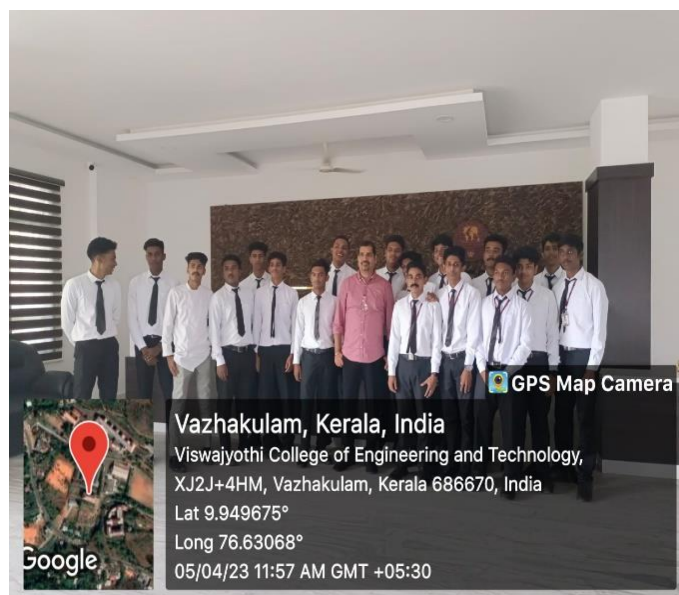 GPS Map Camera
Vazhakulam, Kerala, India
Viswajyothi College of Engineering and Technology,
XJ2J+4HM, Vazhakulam, Kerala 686670, India
Lat 9.949675°
Long 76.63068°
05/04/23 11:57 AM GMT +05:30
Google